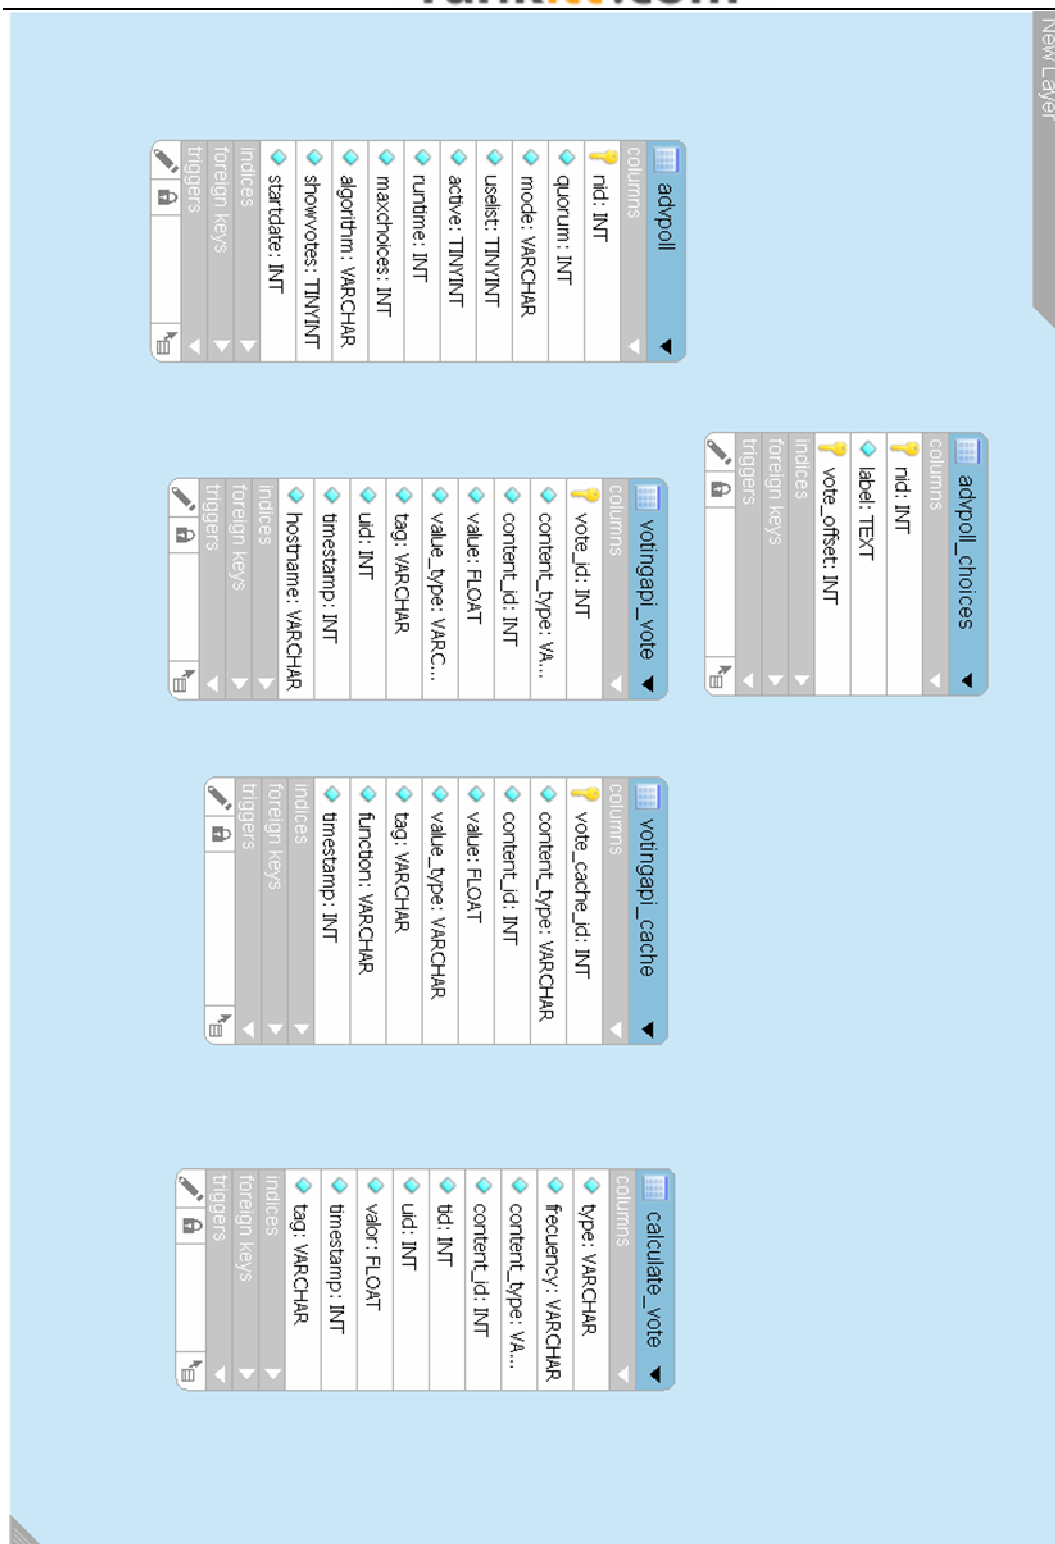 New Layer
advpoll
columns
nid: INT
quorum: INT
mode: VARCHAR
uselist: TINYINT
active: TINYINT
runtime: INT
maxchoices: INT
algorithm: VARCHAR
showvotes: TINYINT
startdate: INT
indices
foreign keys
triggers
advpoll_choices
columns
nid: INT
label: TEXT
vote_offset: INT
indices
foreign keys
triggers
votingapi_vote
columns
vote_id: INT
content_type: VA...
content_id: INT
value: FLOAT
value_type: VARC...
tag: VARCHAR
uid: INT
timestamp: INT
hostname: VARCHAR
indices
foreign keys
triggers
votingapi_cache
columns
vote_cache_id: INT
content_type: VARCHAR
content_id: INT
value: FLOAT
value_type: VARCHAR
tag: VARCHAR
function: VARCHAR
timestamp: INT
indices
foreign keys
triggers
calculate_vote
columns
type: VARCHAR
frecuency: VARCHAR
content_type: VA...
content_id: INT
tid: INT
uid: INT
valor: FLOAT
timestamp: INT
tag: VARCHAR
indices
foreign keys
triggers